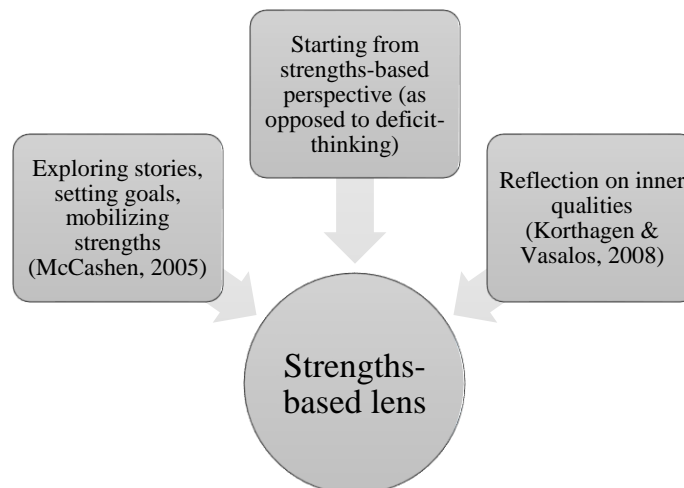 Starting from
strengths-based
perspective (as
opposed to deficit-
thinking)
Exploring stories,
setting goals,
mobilizing
strengths
(McCashen, 2005)
Reflection on inner
qualities
(Korthagen &
Vasalos, 2008)
Strengths-
based lens